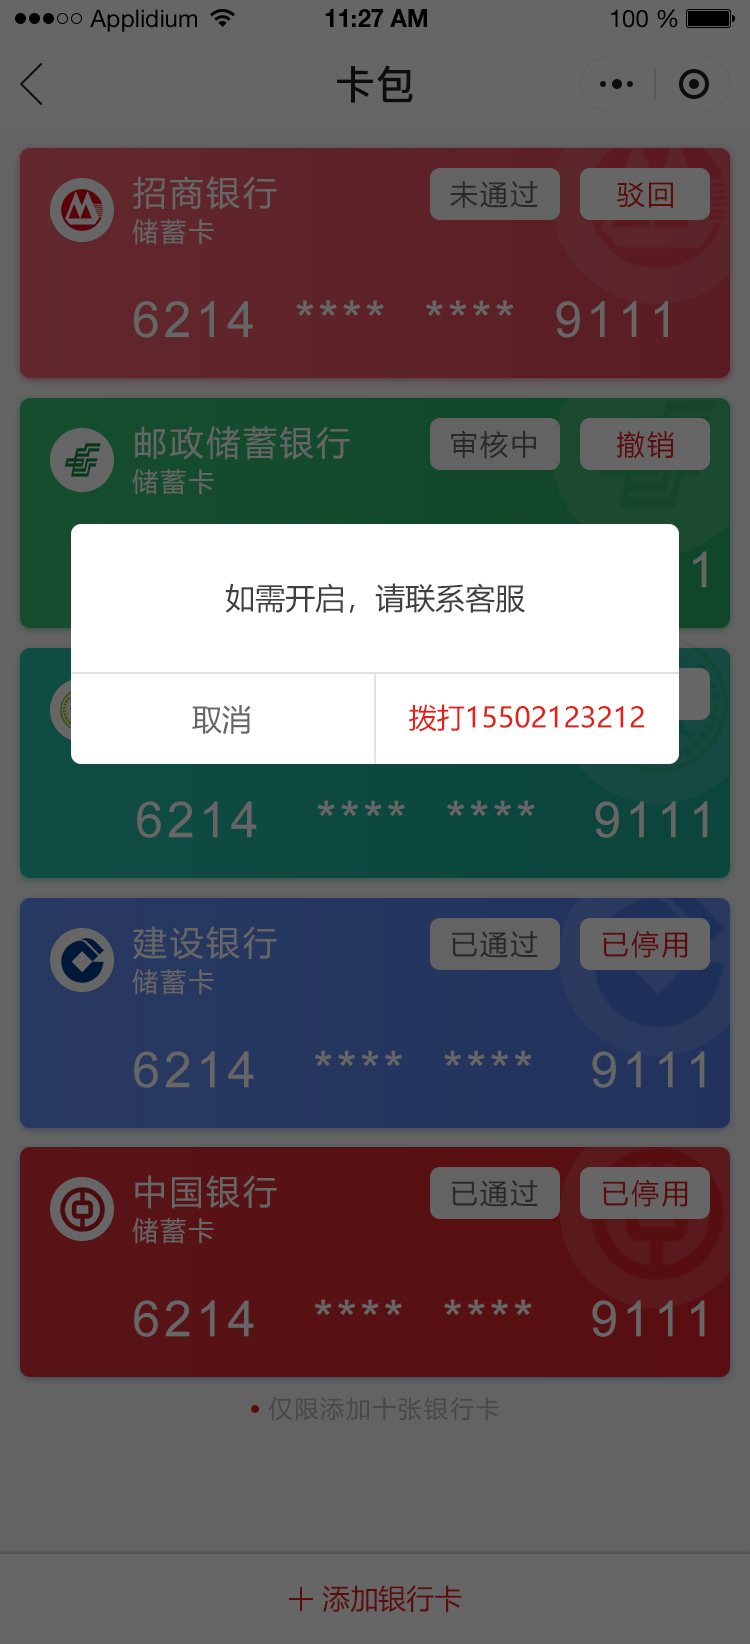 Applidium 11:27 AM 100 %
卡包
招商银行 未通过 驳回
储蓄卡
6214 **** **** 9111
邮政储蓄银行 审核中 撤销
储蓄卡
1
如需开启，请联系客服
取消 拨打15502123212
6214 **** **** 9111
建设银行 已通过 已停用
储蓄卡
6214 **** **** 9111
中国银行 已通过 已停用
储蓄卡
6214 **** **** 9111
仅限添加十张银行卡
添加银行卡